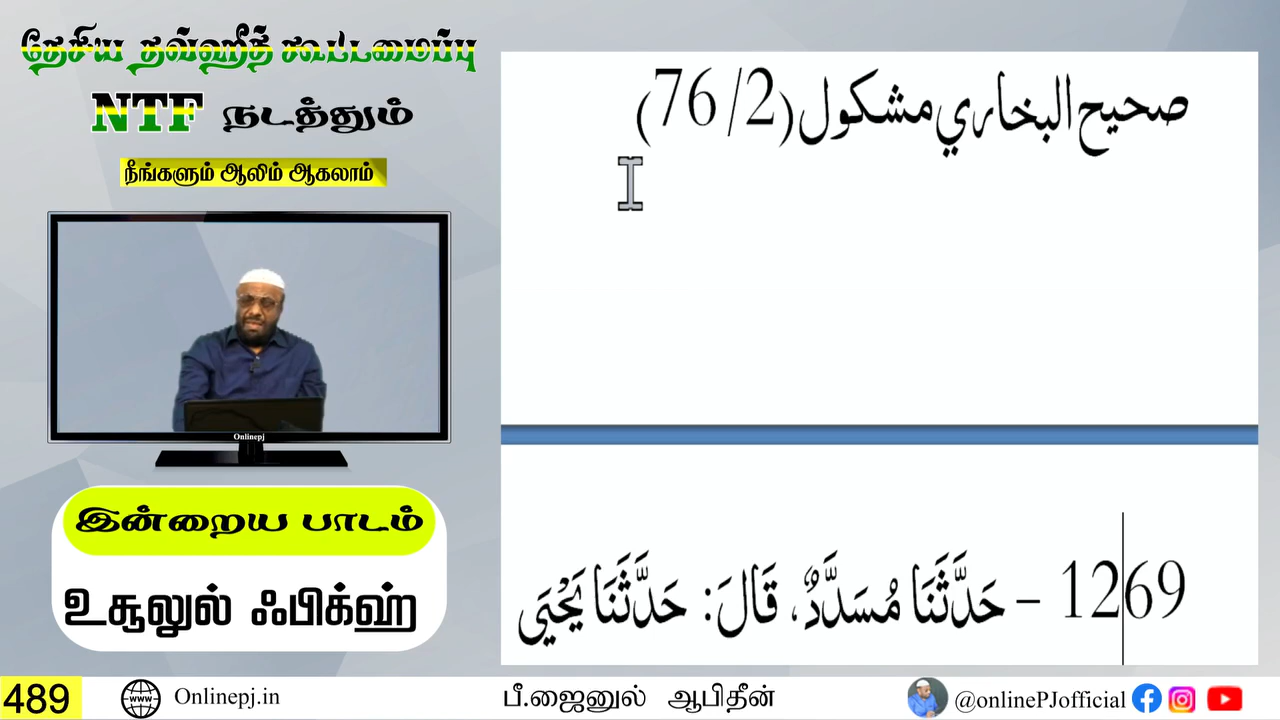 தேசிய தவ்ஹீத் கூட்டமைப்பு
NTF நடத்தும்
நீங்களும் ஆலிம் ஆகலாம்
Onlinepj
இன்றைய பாடம்
உசூலுல் ஃபிக்ஹ்
صحيح البخاري مشكول (2/ 76)
1269 - حَدَّثَنَا مُسَدَّدٌ، قَالَ: حَدَّثَنَا يَحْيَى
489
www
Onlinepj.in
பீ.ஜைனுல் ஆபிதீன்
@onlinePJofficial